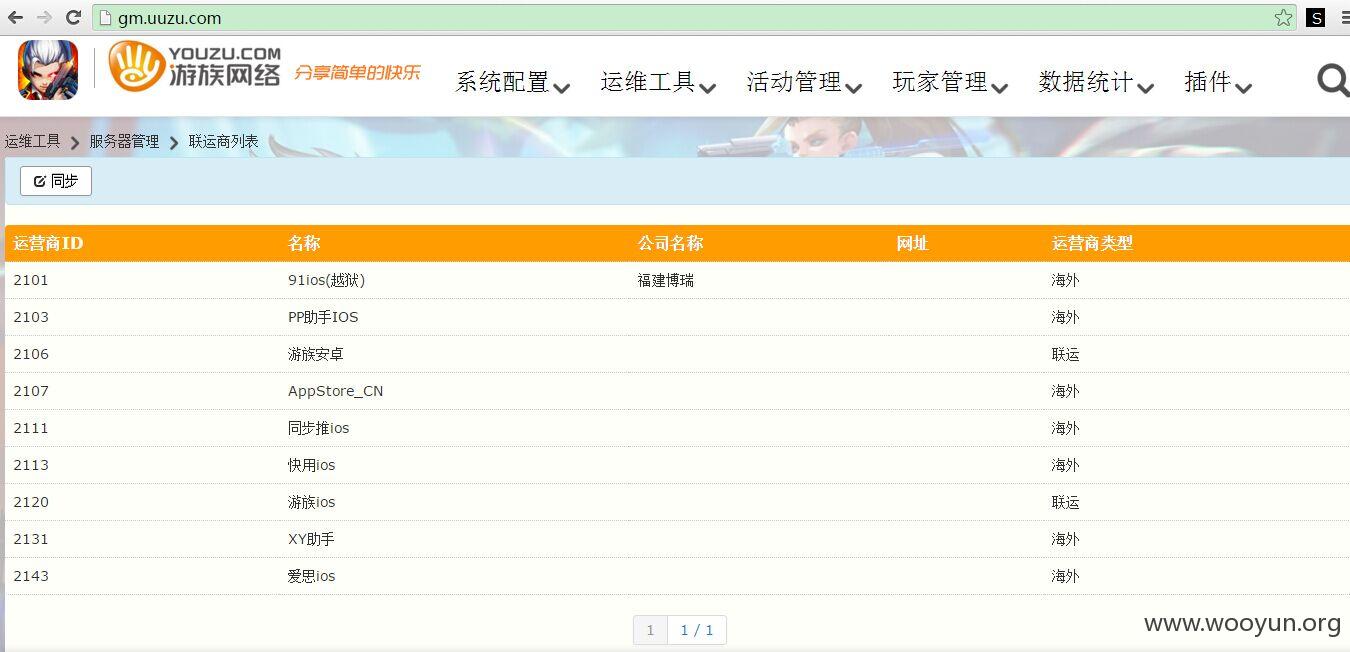 gm.uuzu.com
S
YOUZU.COM
游族网络 分享简单的快乐 系统配置 运维工具 活动管理 玩家管理 数据统计 插件
运维工具 服务器管理 联运商列表
同步
运营商ID 名称 公司名称 网址 运营商类型
2101 91ios(越狱) 福建博瑞 海外
2103 PP助手IOS 海外
2106 游族安卓 联运
2107 AppStore_CN 海外
2111 同步推ios 海外
2113 快用ios 海外
2120 游族ios 联运
2131 XY助手 海外
2143 爱思ios 海外
1 1 / 1
www.wooyun.org